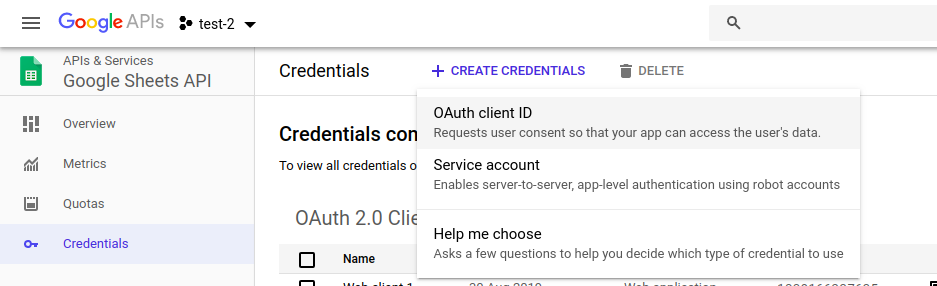 Google APIs test-2
APIs & Services
Google Sheets API
Overview
Metrics
Quotas
Credentials
Credentials
+ CREATE CREDENTIALS
DELETE
OAuth client ID
Requests user consent so that your app can access the user's data.
Service account
Enables server-to-server, app-level authentication using robot accounts
Help me choose
Asks a few questions to help you decide which type of credential to use
Credentials con
To view all credentials o
OAuth 2.0 Clie
Name